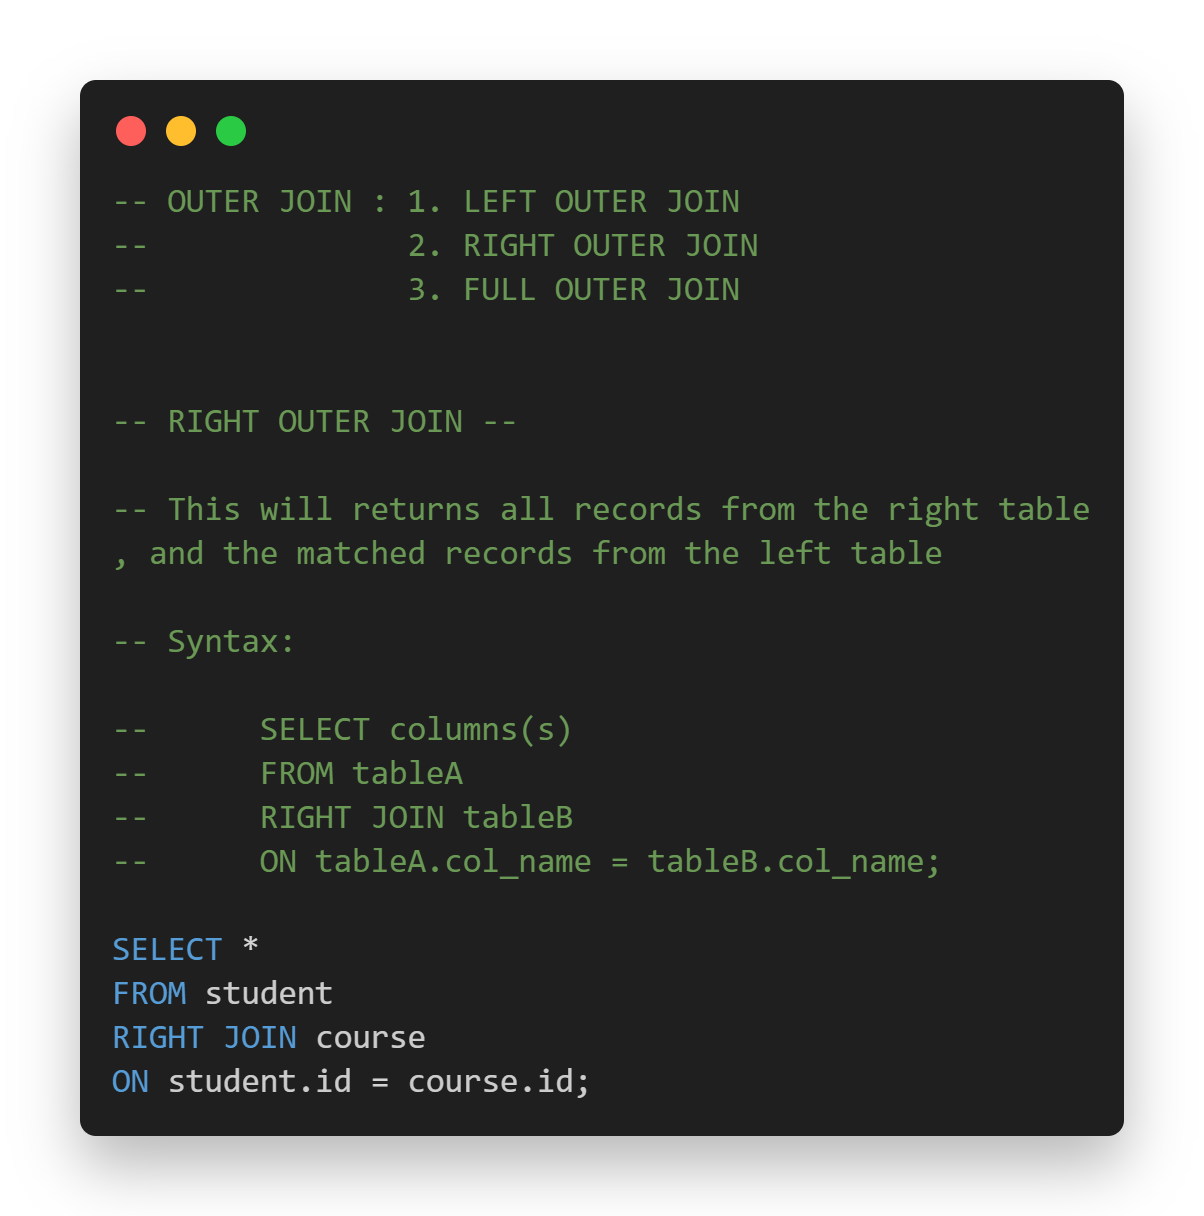 -- OUTER JOIN : 1. LEFT OUTER JOIN
--              2. RIGHT OUTER JOIN
--              3. FULL OUTER JOIN
-- RIGHT OUTER JOIN --
-- This will returns all records from the right table
, and the matched records from the left table
-- Syntax:
--      SELECT columns(s)
--      FROM tableA
--      RIGHT JOIN tableB
--      ON tableA.col_name = tableB.col_name;
SELECT *
FROM student
RIGHT JOIN course
ON student.id = course.id;